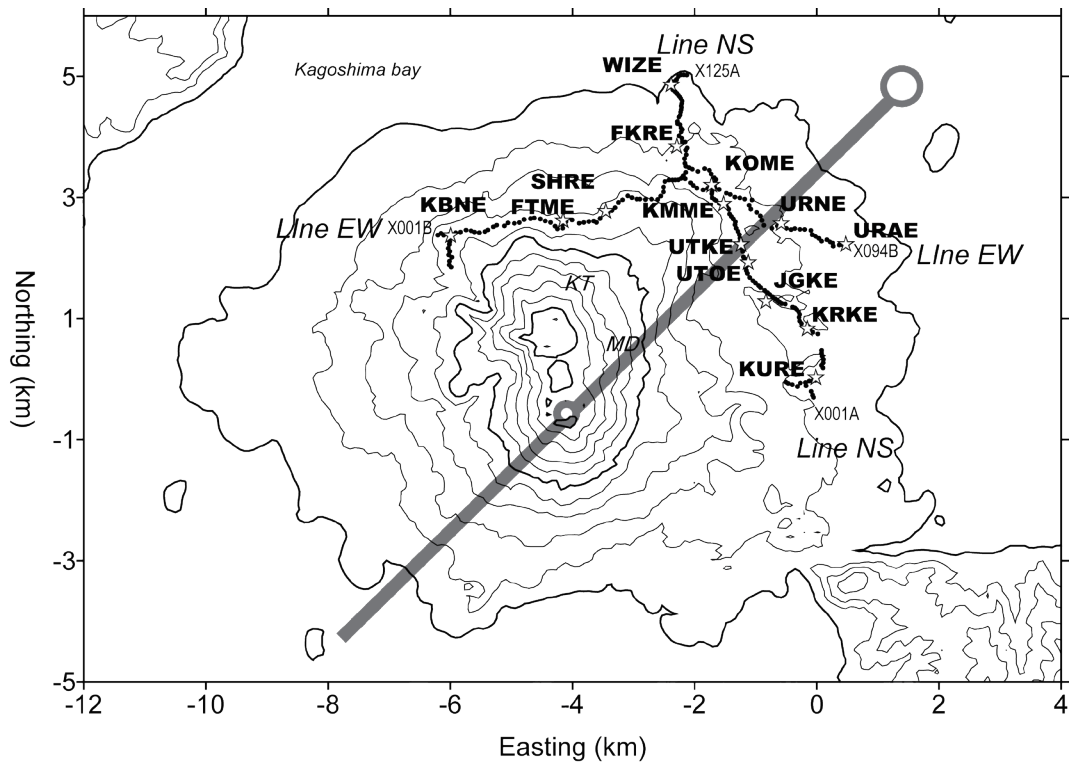 Line NS
WIZE
X125A
5
Kagoshima bay
FKRE
KOME
SHRE
3
KBNE
FTME
KMME
URNE
LIne EW
X001B
URAE
UTKE
X094B
LIne EW
UTOE
JGKE
KT
KRKE
1
MD
KURE
X001A
-1
Line NS
-3
-5
Northing (km)
-12
-10
-8
-6
-4
-2
0
2
4
Easting (km)